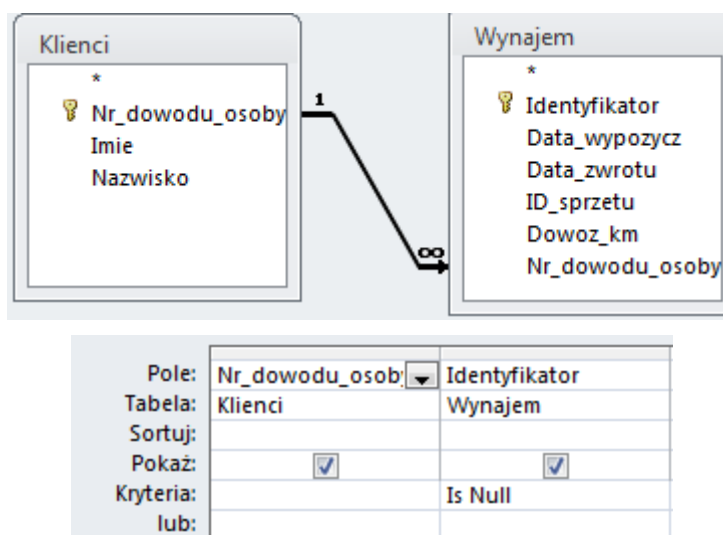 Klienci
*
Nr_dowodu_osoby
Imie
Nazwisko
1
∞
Wynajem
*
Identyfikator
Data_wypozycz
Data_zwrotu
ID_sprzetu
Dowoz_km
Nr_dowodu_osoby
Pole: Nr_dowodu_osoby Identyfikator
Tabela: Klienci Wynajem
Sortuj:
Pokaż:
Kryteria: Is Null
lub: